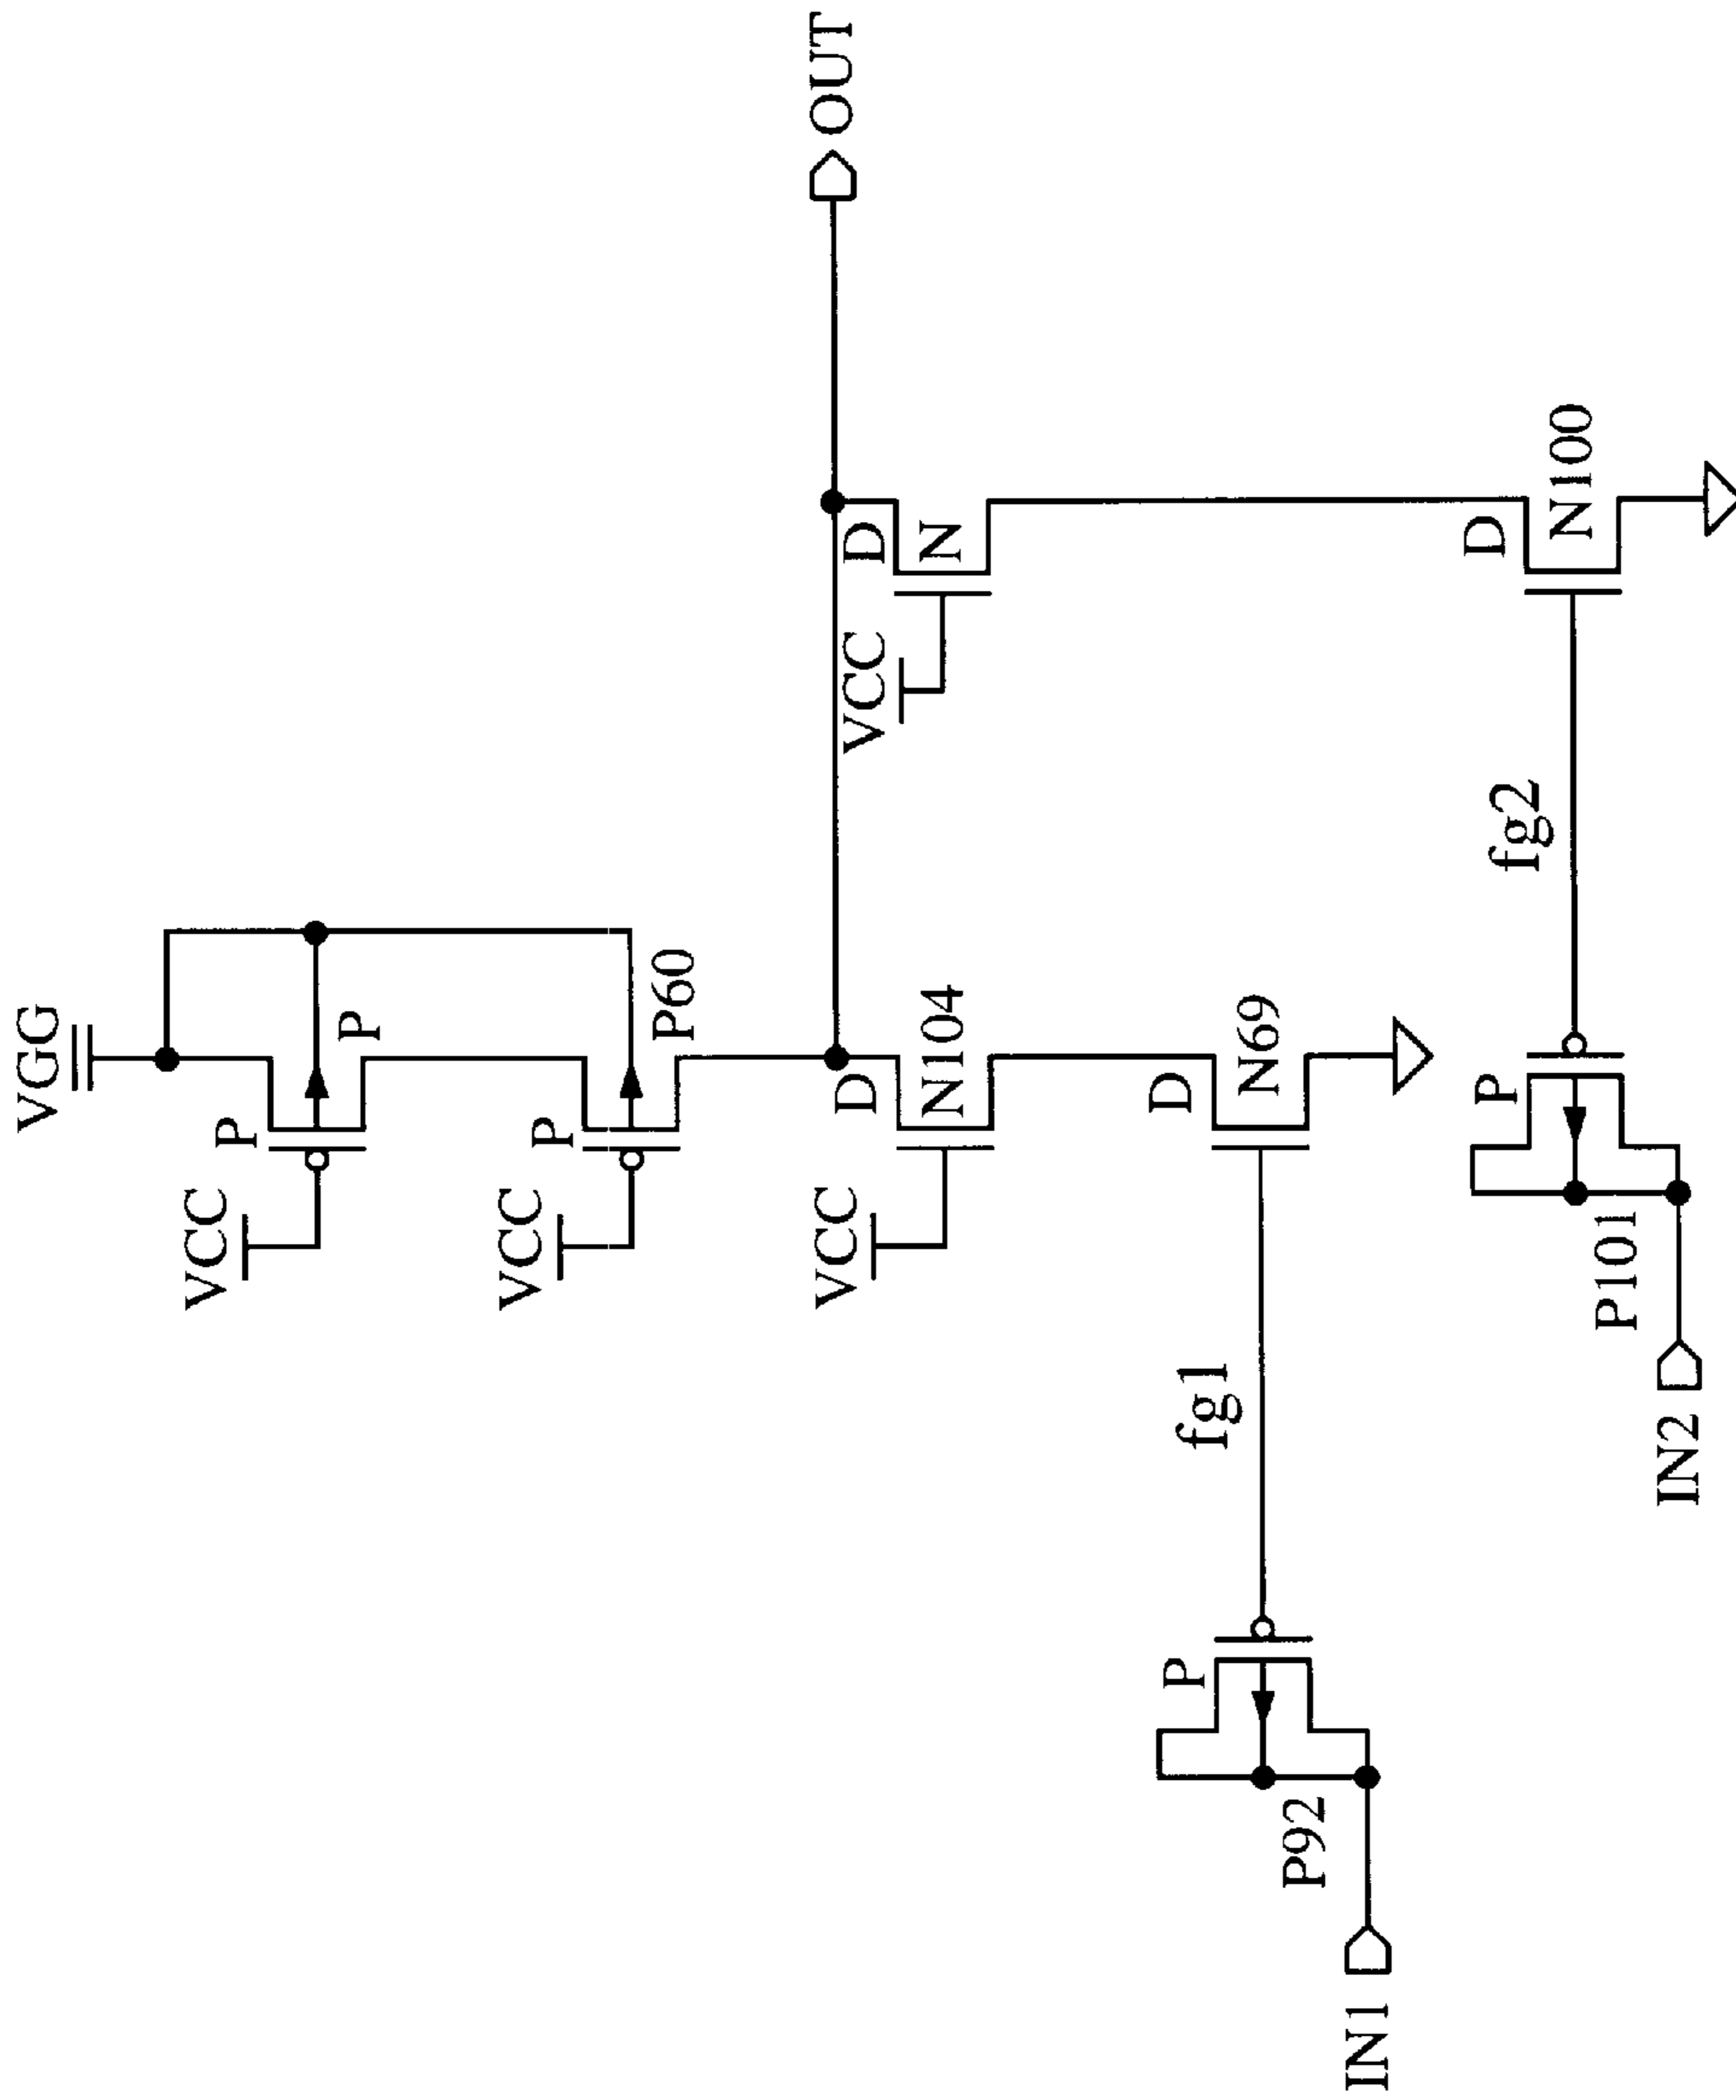 VGG
VCC
P
P
VCC
P
P60
OUT
VCC
D
N104
VCC
D
N
D
N69
fg1
P
P92
IN1
fg2
D
N100
P
P101
IN2